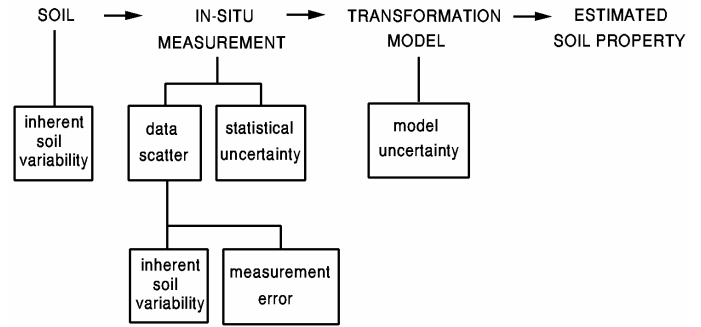 SOIL
IN-SITU
MEASUREMENT
TRANSFORMATION
MODEL
ESTIMATED
SOIL PROPERTY
inherent
soil
variability
data
scatter
statistical
uncertainty
model
uncertainty
inherent
soil
variability
measurement
error